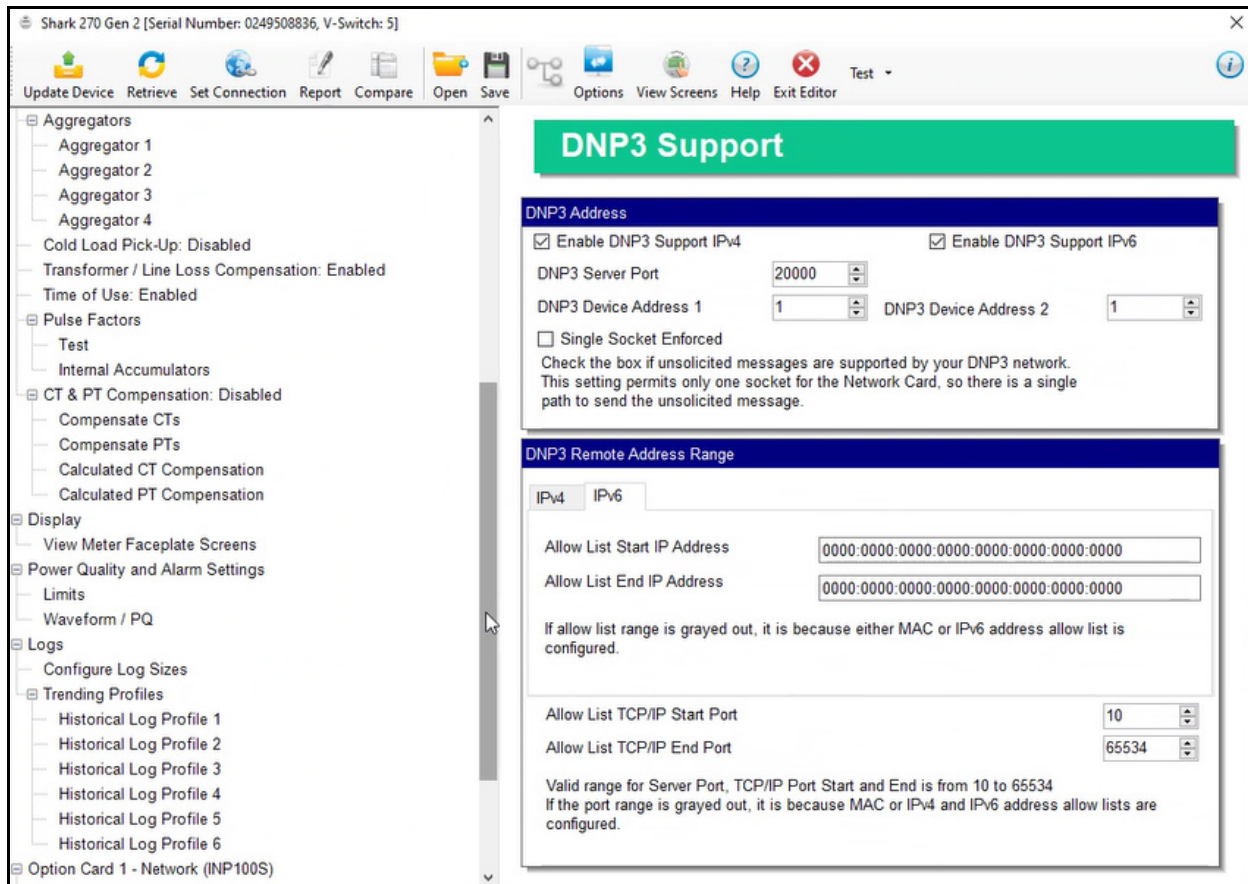 Shark 270 Gen 2 [Serial Number: 0249508836, V-Switch: 5]
Update Device Retrieve Set Connection Report Compare Open Save Options View Screens Help Exit Editor Test
Aggregators
Aggregator 1
Aggregator 2
Aggregator 3
Aggregator 4
Cold Load Pick-Up: Disabled
Transformer / Line Loss Compensation: Enabled
Time of Use: Enabled
Pulse Factors
Test
Internal Accumulators
CT & PT Compensation: Disabled
Compensate CTs
Compensate PTs
Calculated CT Compensation
Calculated PT Compensation
Display
View Meter Faceplate Screens
Power Quality and Alarm Settings
Limits
Waveform / PQ
Logs
Configure Log Sizes
Trending Profiles
Historical Log Profile 1
Historical Log Profile 2
Historical Log Profile 3
Historical Log Profile 4
Historical Log Profile 5
Historical Log Profile 6
Option Card 1 - Network (INP100S)
DNP3 Support
DNP3 Address
Enable DNP3 Support IPv4 Enable DNP3 Support IPv6
DNP3 Server Port 20000
DNP3 Device Address 1 1 DNP3 Device Address 2 1
Single Socket Enforced
Check the box if unsolicited messages are supported by your DNP3 network.
This setting permits only one socket for the Network Card, so there is a single
path to send the unsolicited message.
DNP3 Remote Address Range
IPv4 IPv6
Allow List Start IP Address 0000:0000:0000:0000:0000:0000:0000:0000
Allow List End IP Address 0000:0000:0000:0000:0000:0000:0000:0000
If allow list range is grayed out, it is because either MAC or IPv6 address allow list is
configured.
Allow List TCP/IP Start Port 10
Allow List TCP/IP End Port 65534
Valid range for Server Port, TCP/IP Port Start and End is from 10 to 65534
If the port range is grayed out, it is because MAC or IPv4 and IPv6 address allow lists are
configured.